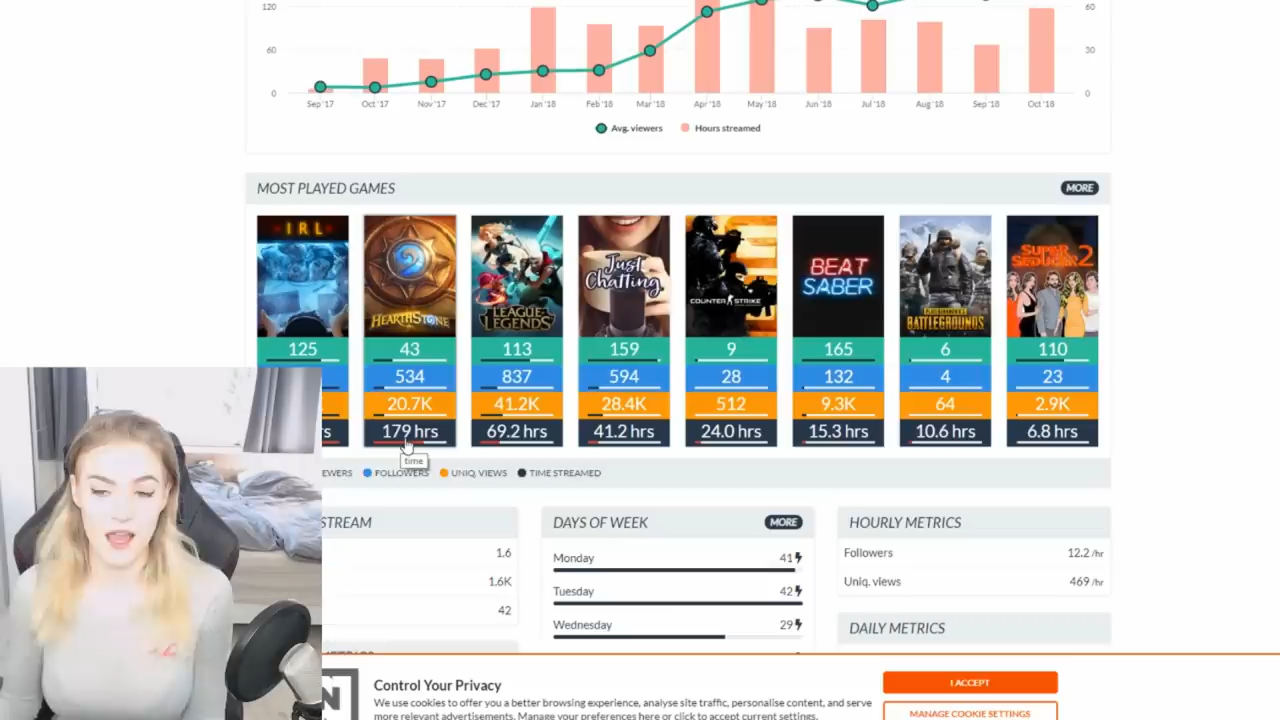 120
60
60
30
0
0
Sep '17 Oct '17 Nov '17 Dec '17 Jan '18 Feb '18 Mar '18 Apr '18 May '18 Jun '18 Jul '18 Aug '18 Sep '18 Oct '18
Avg. viewers Hours streamed
MOST PLAYED GAMES MORE
IRL
2
HEARTHSTONE
LEAGUE OF LEGENDS
Just Chatting
COUNTER STRIKE
BEAT SABER
BATTLEGROUNDS
SUPER SEDUCER 2
125 43 113 159 9 165 6 110
534 837 594 28 132 4 23
20.7K 41.2K 28.4K 512 9.3K 64 2.9K
rs 179 hrs 69.2 hrs 41.2 hrs 24.0 hrs 15.3 hrs 10.6 hrs 6.8 hrs
time
EWERS FOLLOWERS UNIQ. VIEWS TIME STREAMED
STREAM
1.6
1.6K
42
DAYS OF WEEK MORE
Monday 41
Tuesday 42
Wednesday 29
HOURLY METRICS
Followers 12.2 /hr
Uniq. views 469 /hr
DAILY METRICS
N
Control Your Privacy
We use cookies to offer you a better browsing experience, analyse site traffic, personalise content, and serve
more relevant advertisements. Manage your preferences here or click to accept current settings.
I ACCEPT
MANAGE COOKIE SETTINGS